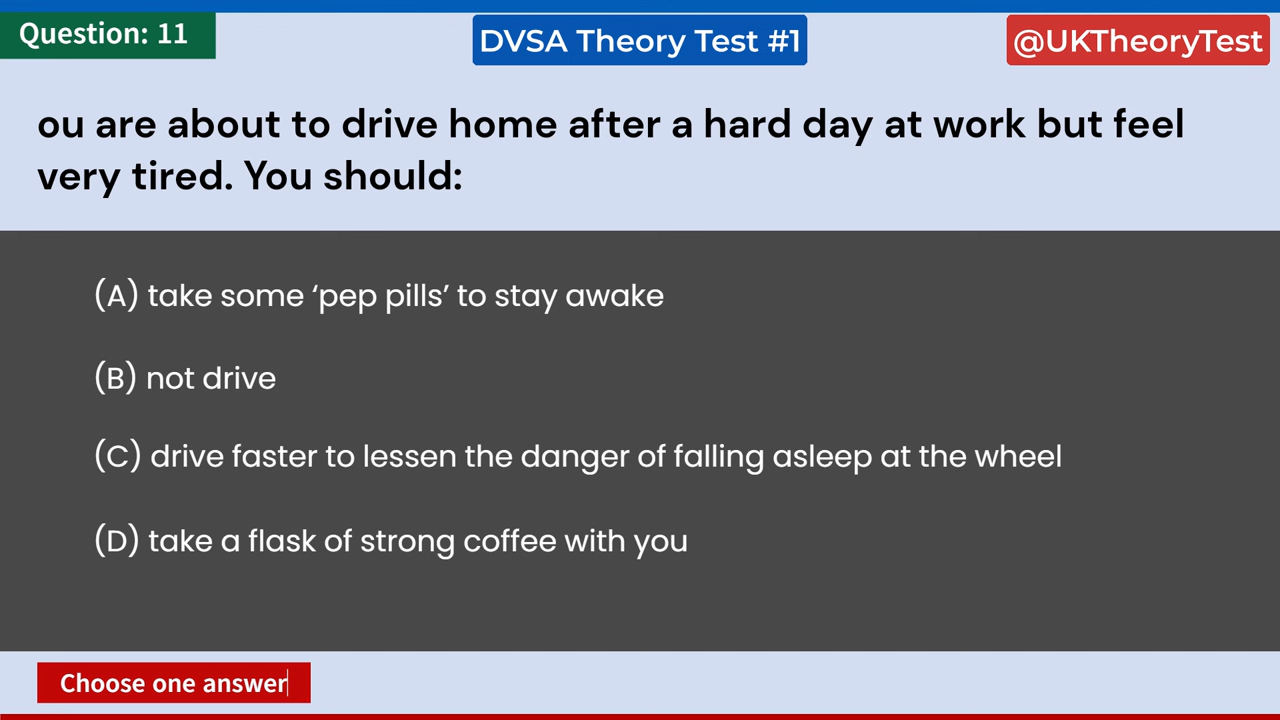 Question: 11
DVSA Theory Test #1
@UKTheoryTest
ou are about to drive home after a hard day at work but feel
very tired. You should:
(A) take some ‘pep pills’ to stay awake
(B) not drive
(C) drive faster to lessen the danger of falling asleep at the wheel
(D) take a flask of strong coffee with you
Choose one answer